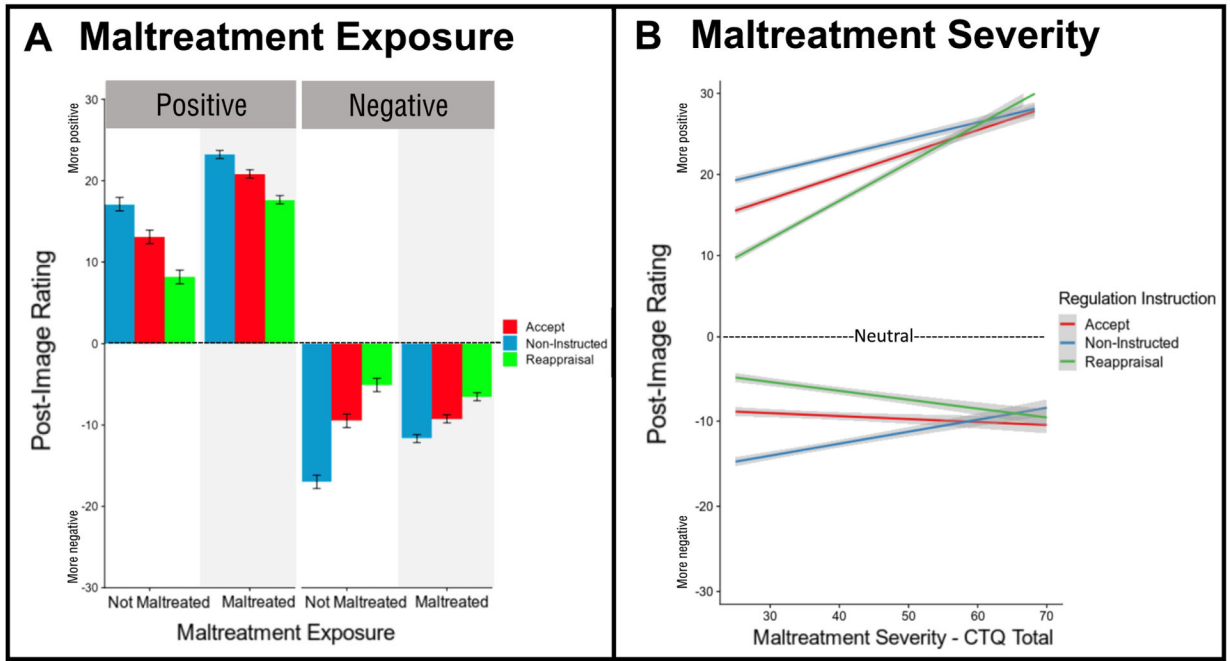 A Maltreatment Exposure
Positive Negative
More positive
More negative
Post-Image Rating
30
20
10
0
-10
-20
-30
Not Maltreated Maltreated Not Maltreated Maltreated
Maltreatment Exposure
Accept
Non-Instructed
Reappraisal
B Maltreatment Severity
More positive
More negative
Post-Image Rating
30
20
10
0
-10
-20
-30
Neutral
30 40 50 60 70
Maltreatment Severity - CTQ Total
Regulation Instruction
Accept
Non-Instructed
Reappraisal